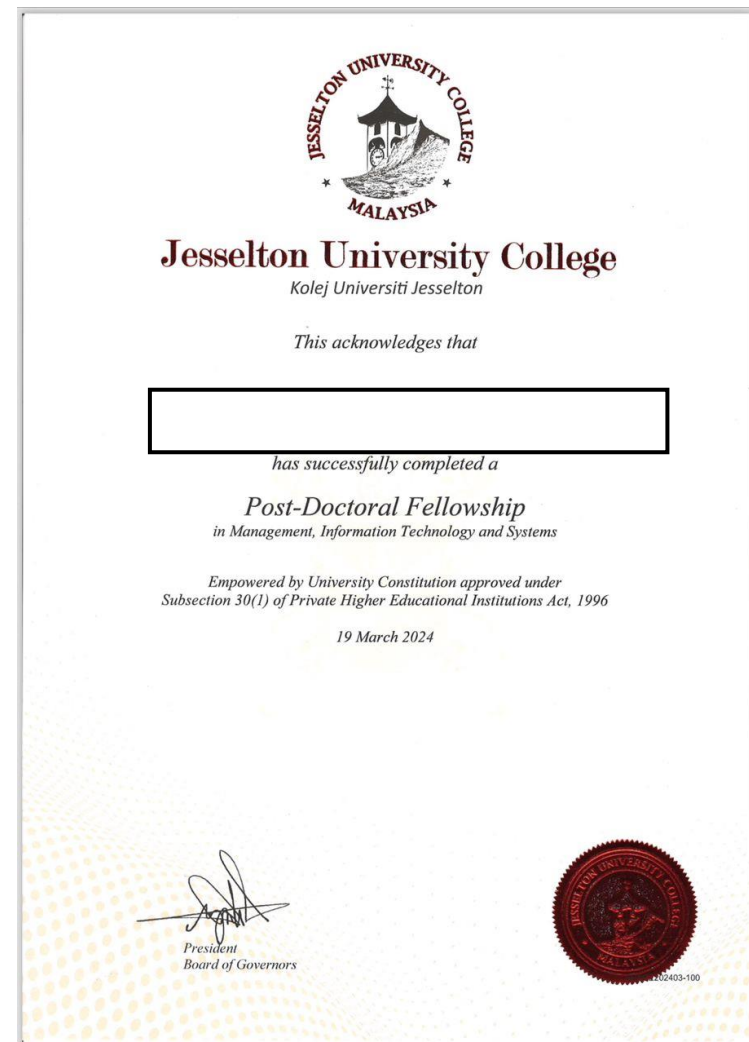 JESSELTON UNIVERSITY COLLEGE
MALAYSIA
Jesselton University College
Kolej Universiti Jesselton
This acknowledges that
has successfully completed a
Post-Doctoral Fellowship
in Management, Information Technology and Systems
Empowered by University Constitution approved under
Subsection 30(1) of Private Higher Educational Institutions Act, 1996
19 March 2024
President
Board of Governors
JESSELTON UNIVERSITY COLLEGE
MALAYSIA
202403-100